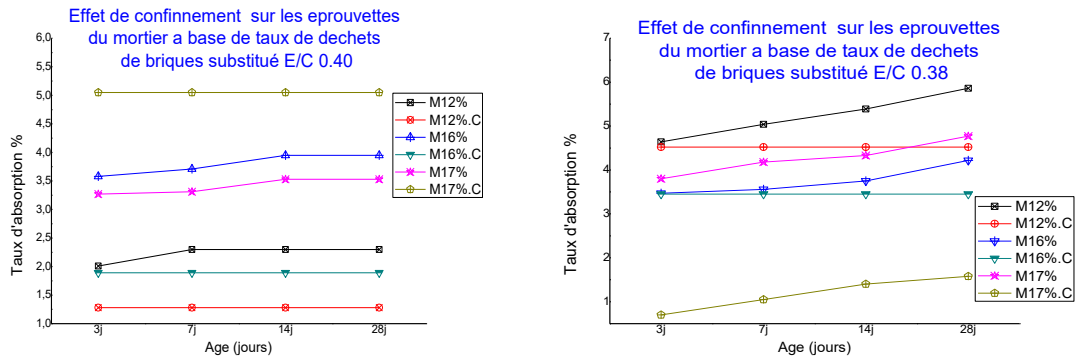 Effet de confinnement sur les eprouvettes
du mortier a base de taux de dechets
de briques substitué E/C 0.40
6,0
5,5
5,0
4,5
4,0
3,5
3,0
2,5
2,0
1,5
1,0
Taux d'absorption %
3j
7j
14j
28j
Age (jours)
M12%
M12%.C
M16%
M16%.C
M17%
M17%.C
Effet de confinnement sur les eprouvettes
du mortier a base de taux de dechets
de briques substitué E/C 0.38
6
5
4
3
2
1
Taux d'absorption %
3j
7j
14j
28j
Age (jours)
M12%
M12%.C
M16%
M16%.C
M17%
M17%.C